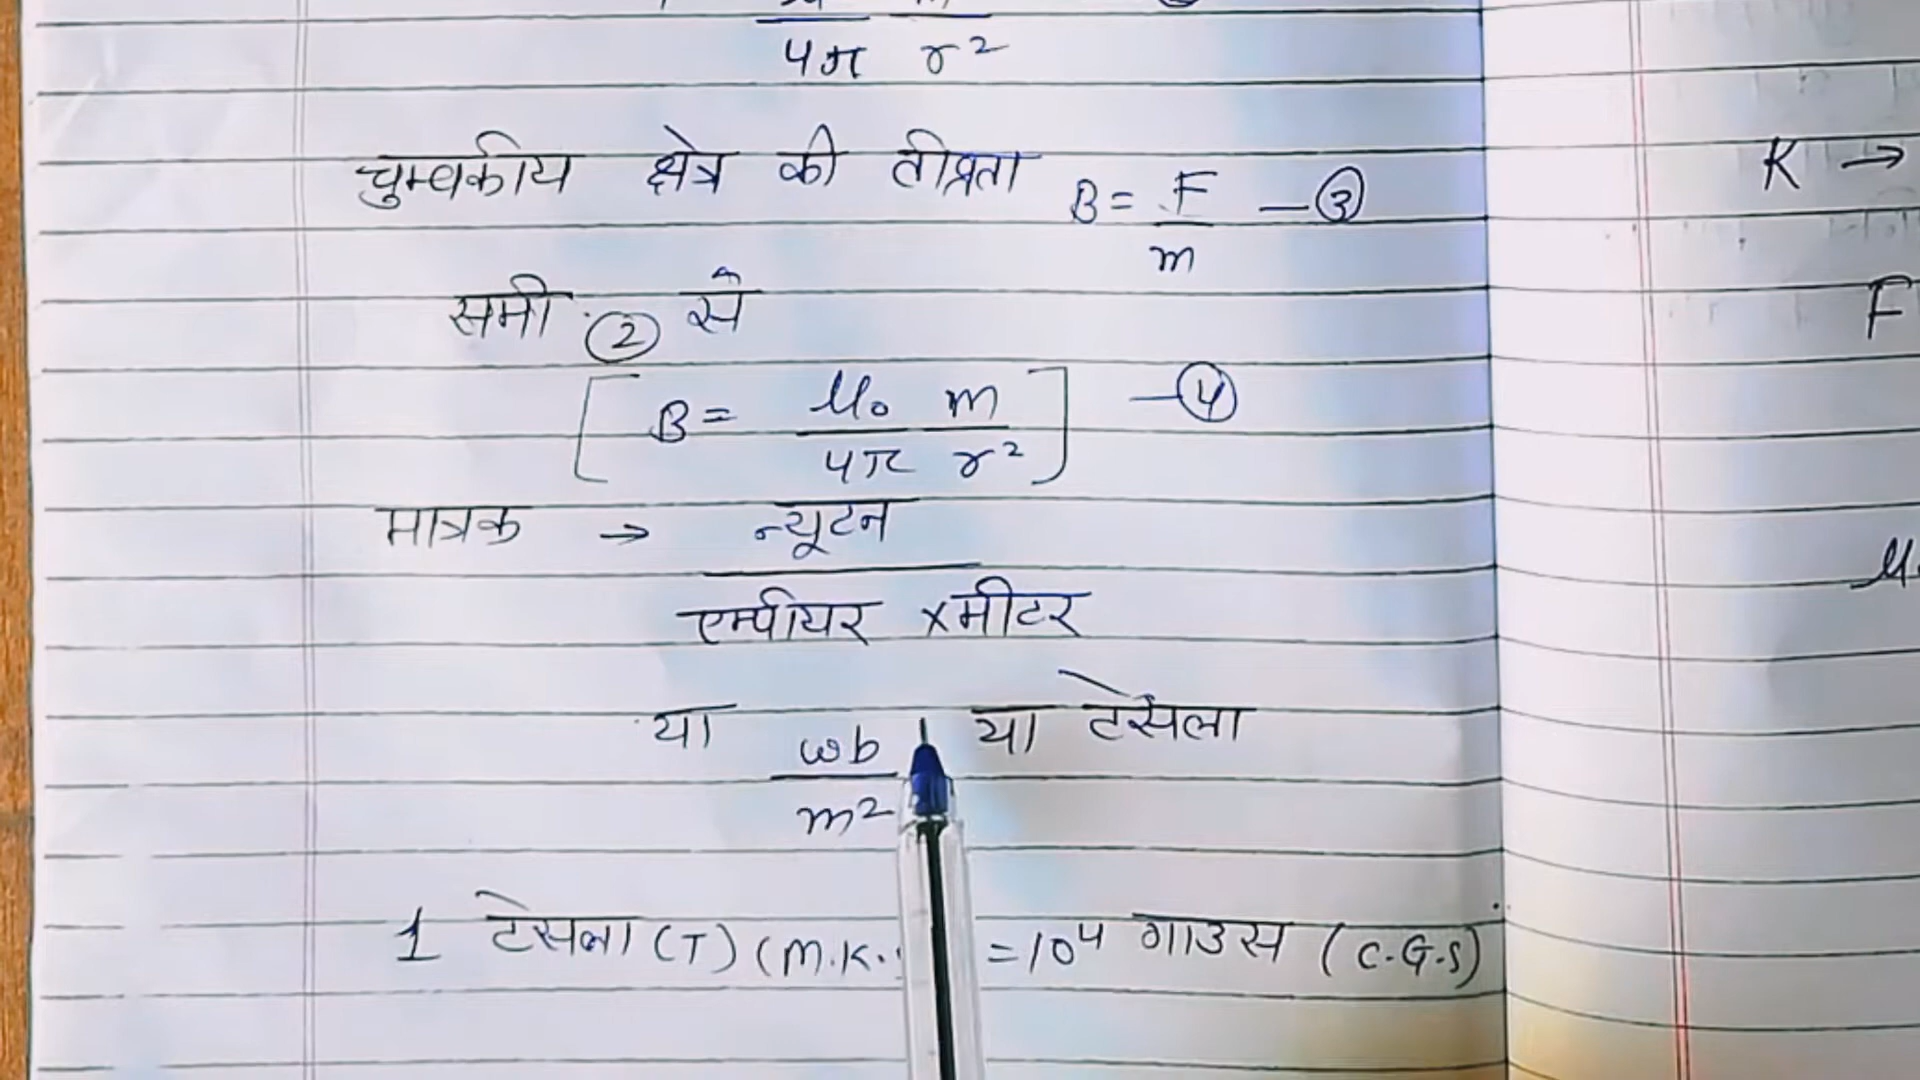 4π r²
चुम्बकीय क्षेत्र की तीव्रता B = F/m — ③
K →
समी ② से
F
[ B = μ₀/4π m/r² ] — ④
मात्रक → न्यूटन
एम्पीयर × मीटर
μ₀
या wb/m² या टेसला
1 टेसला (T) (M.K. = 10⁴ गाउस (C.G.S)